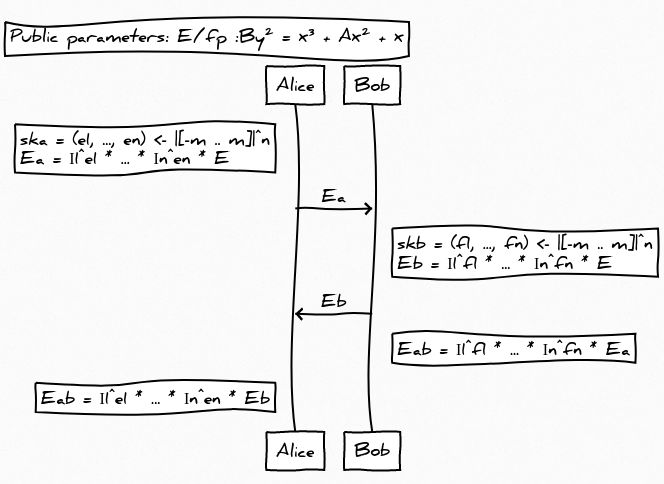 Public parameters: E/fp :By² = x³ + Ax² + x
Alice
Bob
ska = (e1, ..., en) <- |[-m .. m]|^n
Ea = I1^e1 * ... * In^en * E
Ea
skb = (f1, ..., fn) <- |[-m .. m]|^n
Eb = I1^f1 * ... * In^fn * E
Eb
Eab = I1^f1 * ... * In^fn * Ea
Eab = I1^e1 * ... * In^en * Eb
Alice
Bob